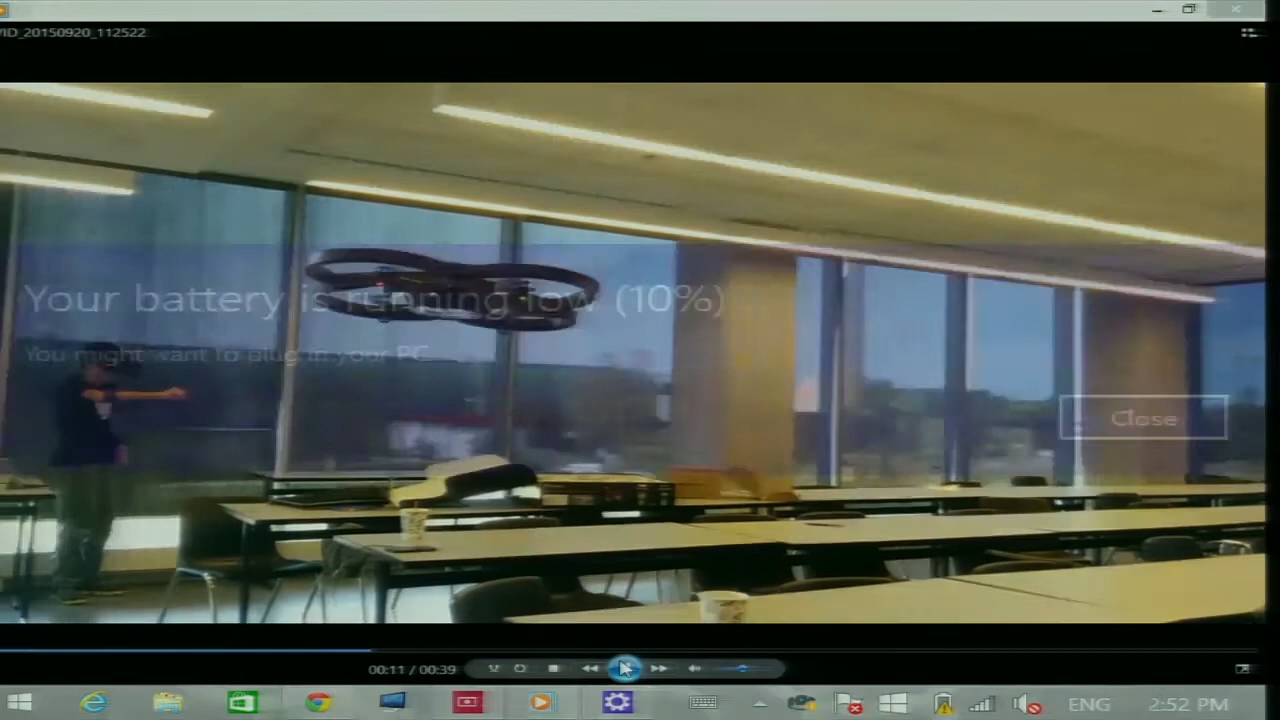 VID_20150920_112522
Your battery is running low (10%)
You might want to plug in your PC.
Close
00:11 / 00:39
ENG
2:52 PM